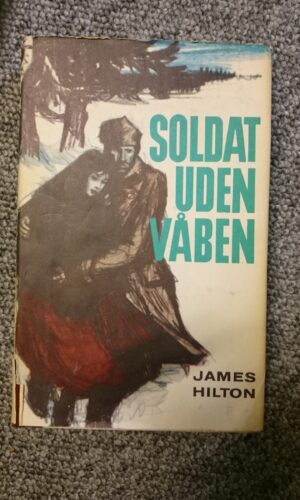 SOLDAT
UDEN
VÅBEN
JAMES
HILTON